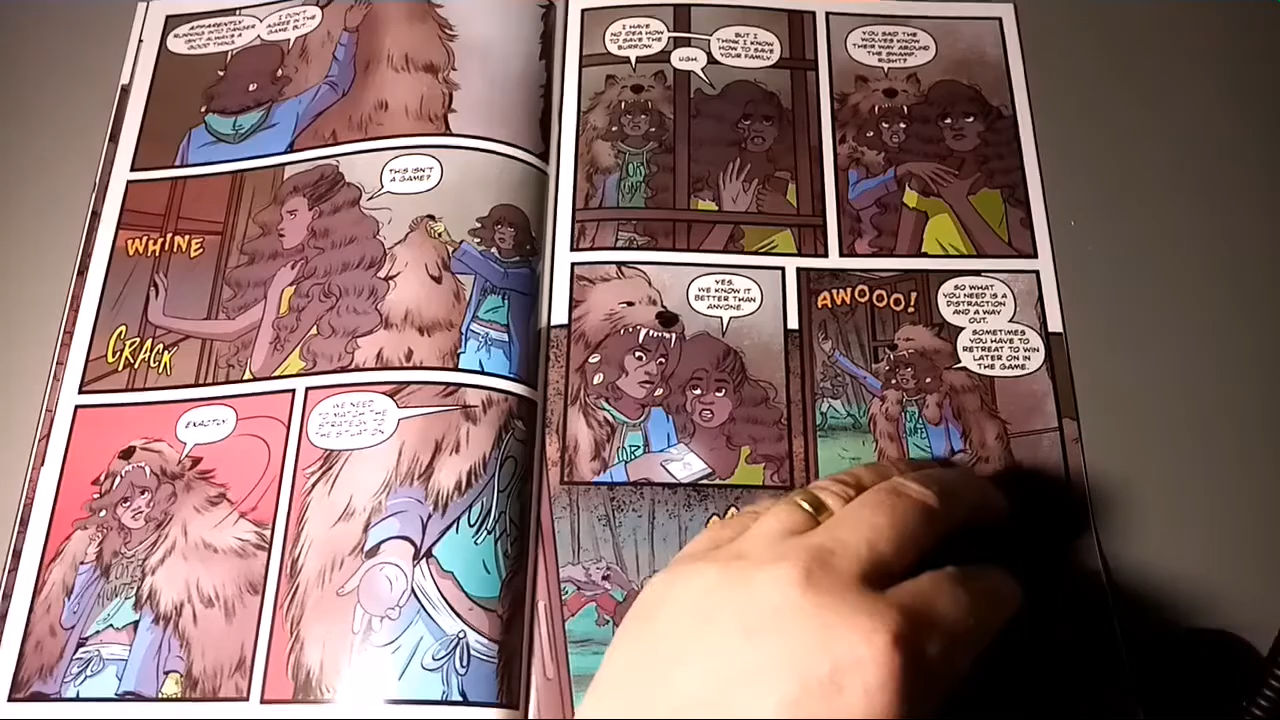 APPARENTLY
RUNNING INTO DANGER
ISN'T ALWAYS A
GOOD THING.
I DON'T
AGREE IN THE
GAME, BUT...
THIS ISN'T
A GAME?
WHINE
CRACK
EXACTLY.
WE NEED
TO MATCH THE
STRATEGY TO
THE SITUATION.
I HAVE
NO IDEA HOW
TO SAVE THE
BURROW.
BUT I
THINK I KNOW
HOW TO SAVE
YOUR FAMILY.
UGH.
YOU SAID THE
WOLVES KNOW
THEIR WAY AROUND
THE SWAMP,
RIGHT?
YES.
WE KNOW IT
BETTER THAN
ANYONE.
AWOOO!
SO WHAT
YOU NEED IS A
DISTRACTION
AND A WAY
OUT.
SOMETIMES
YOU HAVE TO
RETREAT TO WIN
LATER ON IN
THE GAME.